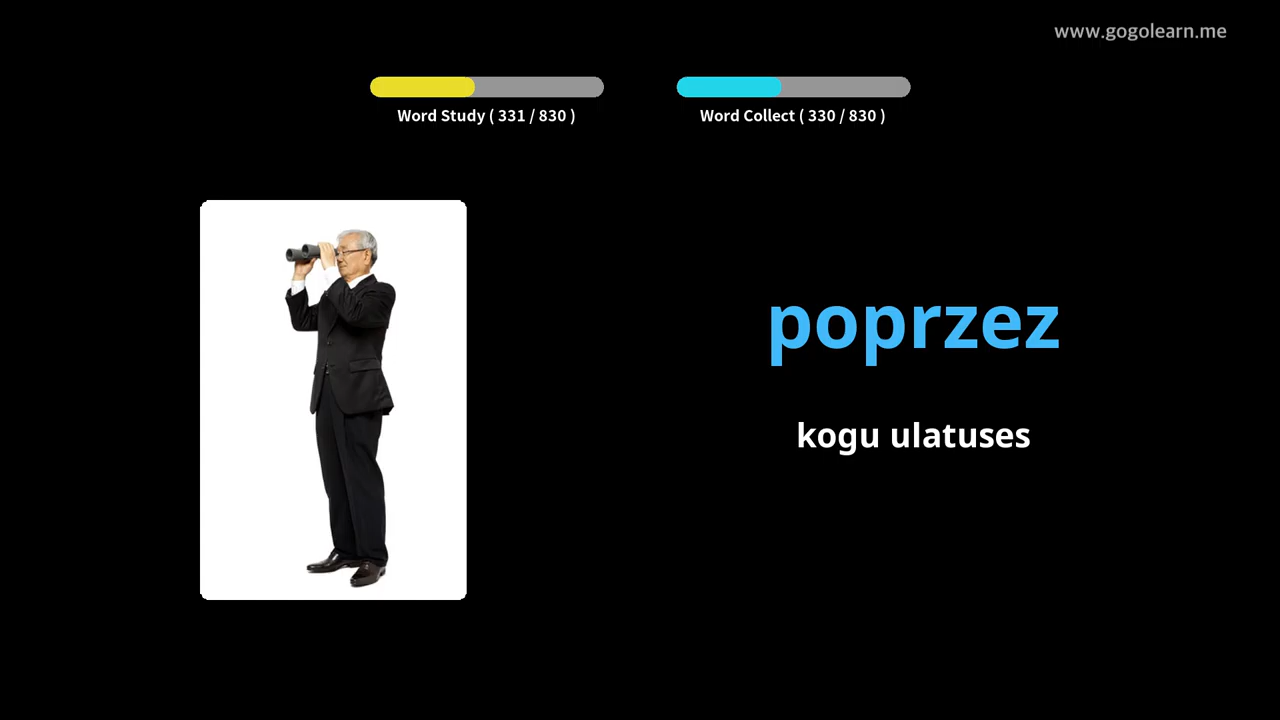 www.gogolearn.me
Word Study ( 331 / 830 )
Word Collect ( 330 / 830 )
poprzez
kogu ulatuses